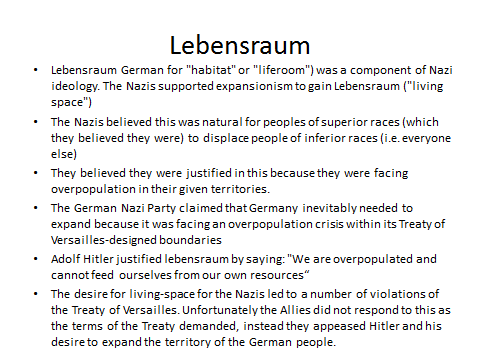 Lebensraum
• Lebensraum German for "habitat" or "liferoom") was a component of Nazi
ideology. The Nazis supported expansionism to gain Lebensraum ("living
space")
• The Nazis believed this was natural for peoples of superior races (which
they believed they were) to displace people of inferior races (i.e. everyone
else)
• They believed they were justified in this because they were facing
overpopulation in their given territories.
• The German Nazi Party claimed that Germany inevitably needed to
expand because it was facing an overpopulation crisis within its Treaty of
Versailles-designed boundaries
• Adolf Hitler justified lebensraum by saying: "We are overpopulated and
cannot feed ourselves from our own resources“
• The desire for living-space for the Nazis led to a number of violations of
the Treaty of Versailles. Unfortunately the Allies did not respond to this as
the terms of the Treaty demanded, instead they appeased Hitler and his
desire to expand the territory of the German people.